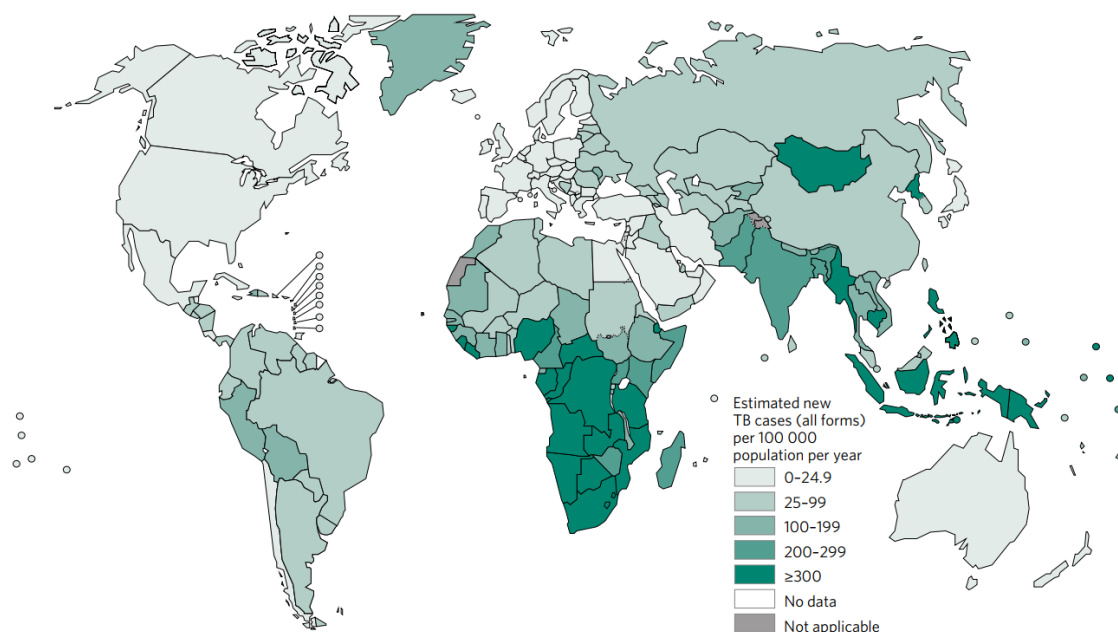 Estimated new
TB cases (all forms)
per 100 000
population per year
0–24.9
25–99
100–199
200–299
≥300
No data
Not applicable